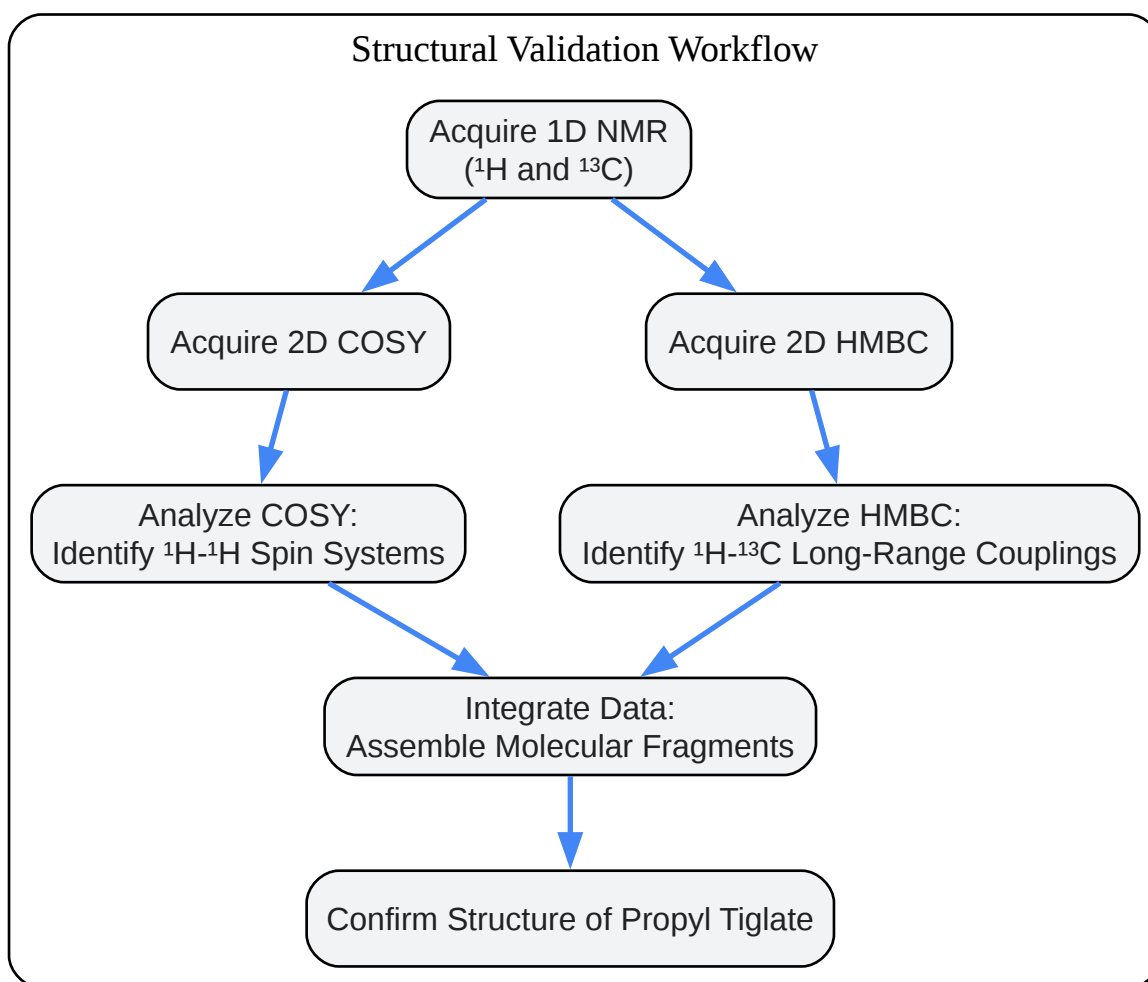 Structural Validation Workflow
Acquire 1D NMR
(¹H and ¹³C)
Acquire 2D COSY
Acquire 2D HMBC
Analyze COSY:
Identify ¹H-¹H Spin Systems
Analyze HMBC:
Identify ¹H-¹³C Long-Range Couplings
Integrate Data:
Assemble Molecular Fragments
Confirm Structure of Propyl Tiglate